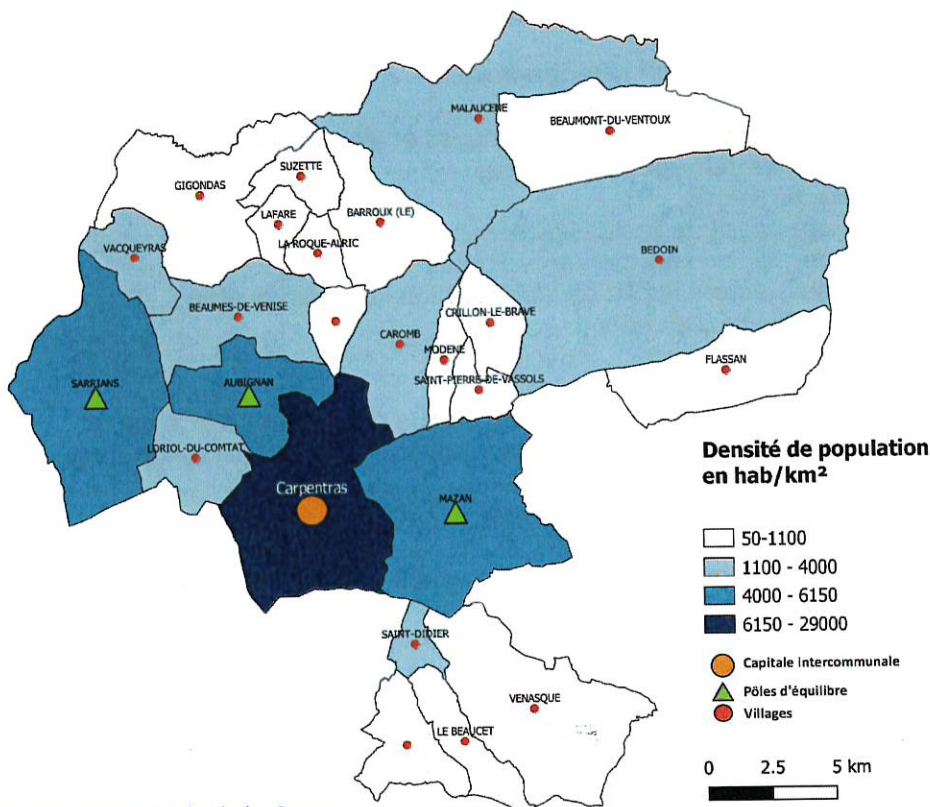 MALAUCENE
BEAUMONT-DU-VENTOUX
SUZETTE
GIGONDAS
LAFARE
BARROUX (LE)
LA ROQUE-ALRIC
VACQUEYRAS
BEDOIN
BEAUMES-DE-VENISE
CRILLON-LE-BRAVE
CAROMB
MODENE
FLASSAN
SAINT-PIERRE-DE-VASSOLS
SARRIANS
AUBIGNAN
LORIOL-DU-COMTAT
Carpentras
MAZAN
SAINT-DIDIER
VENASQUE
LE BEAUCET
Densité de population
en hab/km²
50-1100
1100 - 4000
4000 - 6150
6150 - 29000
Capitale intercommunale
Pôles d'équilibre
Villages
0 2.5 5 km